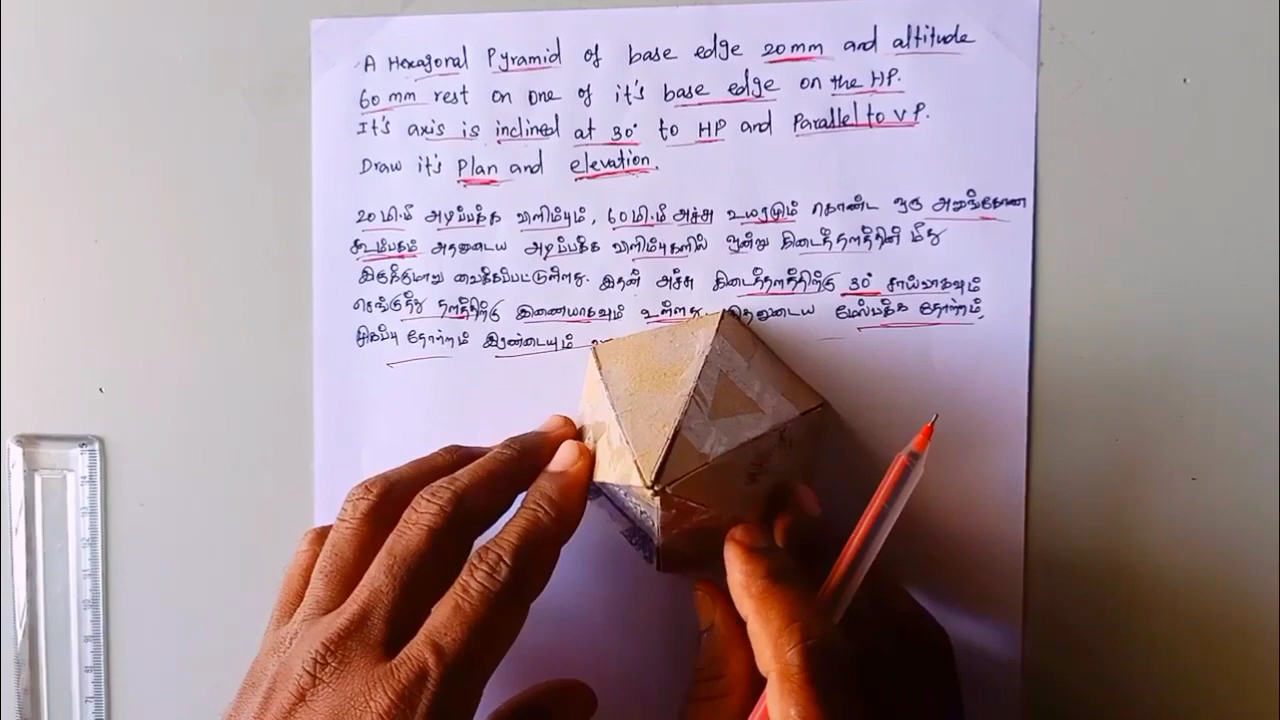 A Hexagonal Pyramid of base edge 20mm and altitude
60 mm rest on one of it's base edge on the HP.
It's axis is inclined at 30° to HP and Parallel to VP.
Draw it's Plan and elevation.
20 மி.மீ அடிப்பக்க விளிம்பும், 60 மி.மீ அச்சு உயரமும் கொண்ட ஒரு அறுங்கோண
கூம்பகம் அதனுடைய அடிப்பக்க விளிம்புகளில் ஒன்று கிடைத்தளத்தின் மீது
இருக்குமாறு வைக்கப்பட்டுள்ளது. இதன் அச்சு கிடைத்தளத்திற்கு 30° சாய்வாகவும்
செங்குத்து தளத்திற்கு இணையாகவும் உள்ளது. இதனுடைய மேல்பக்க தோற்றம்,
முகப்பு தோற்றம் இரண்டையும்